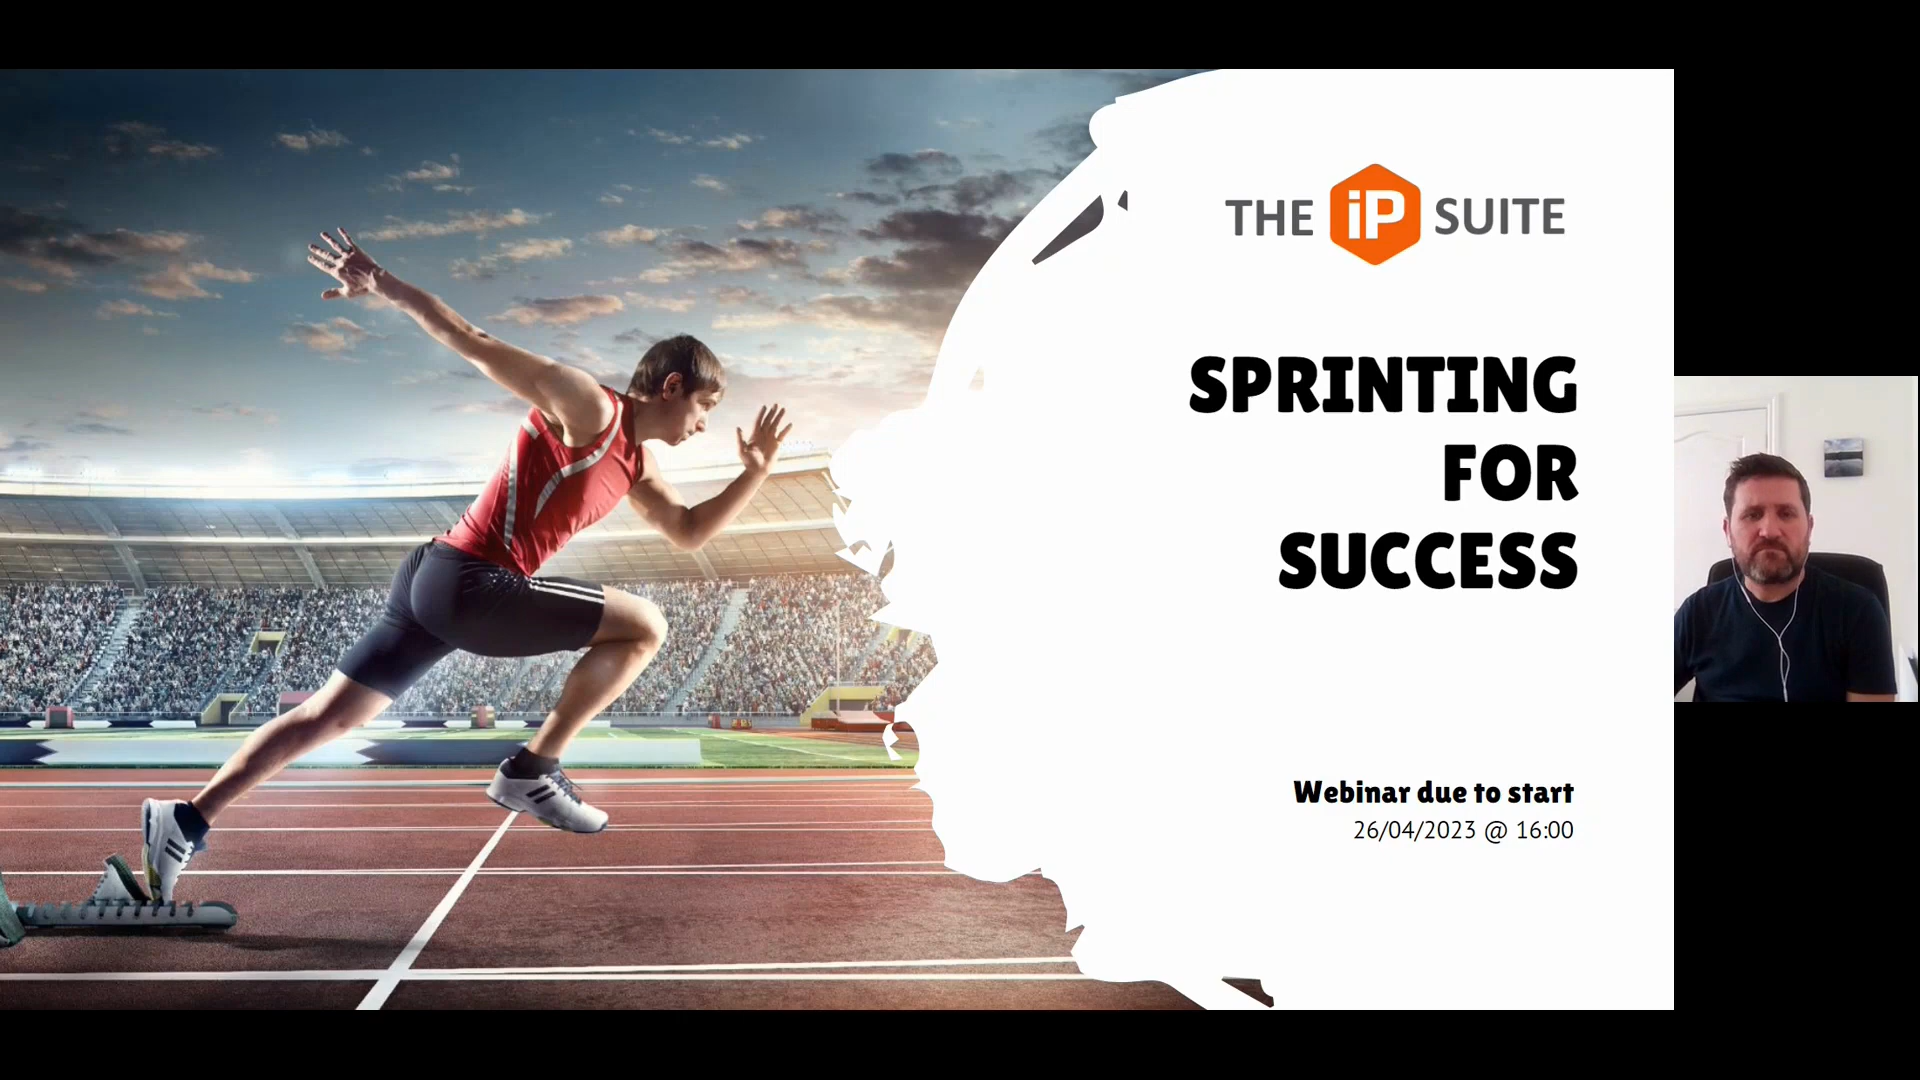 THE iP SUITE
SPRINTING
FOR
SUCCESS
Webinar due to start
26/04/2023 @ 16:00